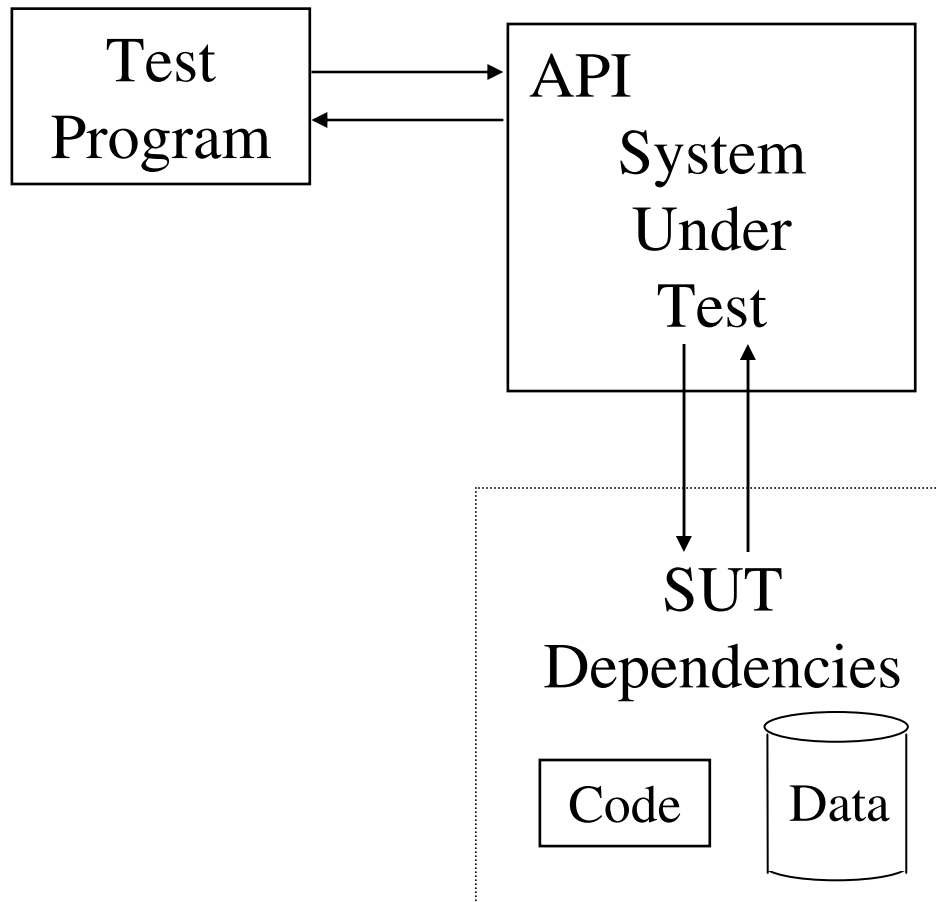 Test
Program
API
System
Under
Test
SUT
Dependencies
Code
Data